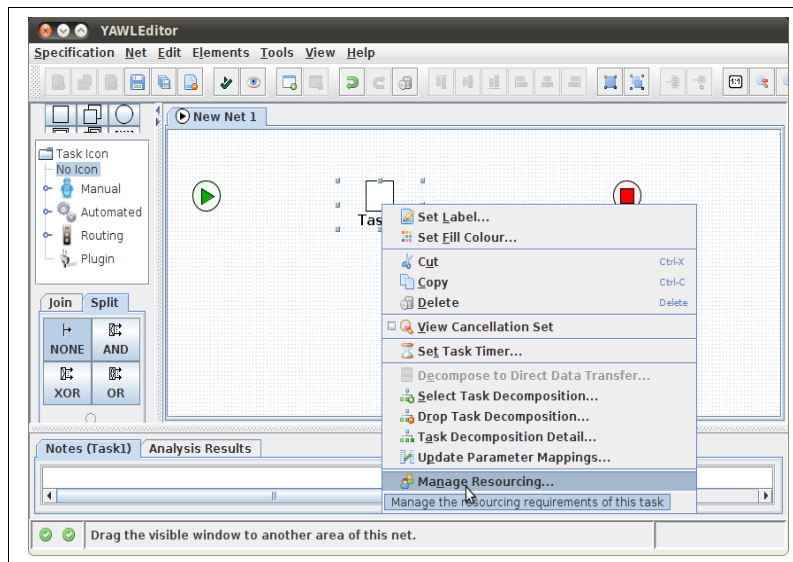 YAWLEditor
Specification Net Edit Elements Tools View Help
1:1
New Net 1
Task Icon
No Icon
Manual
Automated
Routing
Plugin
Tas
Set Label...
Set Fill Colour...
Cut Ctrl-X
Copy Ctrl-C
Delete Delete
View Cancellation Set
Set Task Timer...
Decompose to Direct Data Transfer...
Select Task Decomposition...
Drop Task Decomposition...
Task Decomposition Detail...
Update Parameter Mappings...
Manage Resourcing...
Manage the resourcing requirements of this task
Join Split
NONE AND
XOR OR
Notes (Task1) Analysis Results
Drag the visible window to another area of this net.